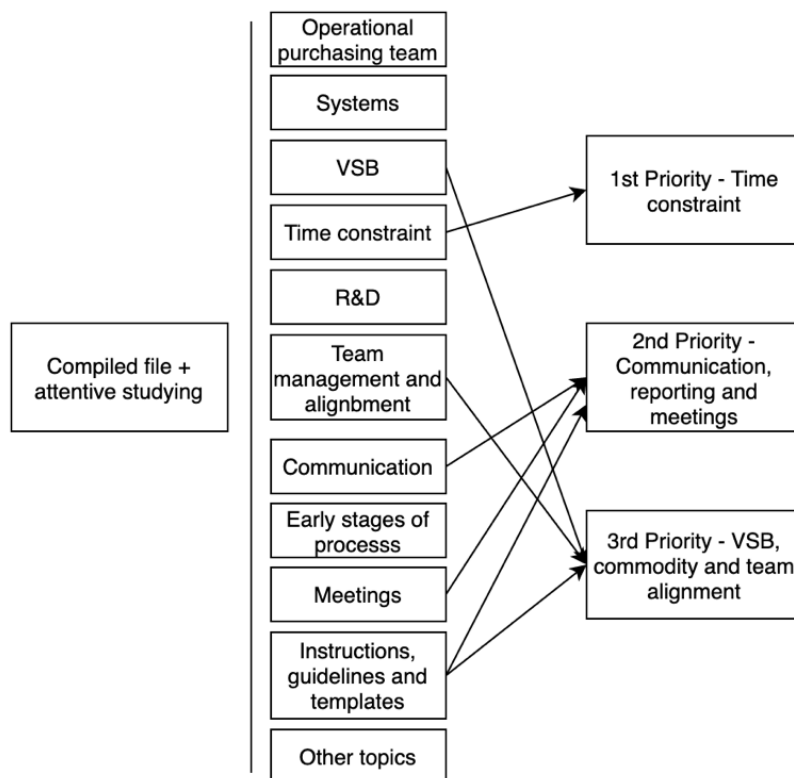 Compiled file +
attentive studying
Operational
purchasing team
Systems
VSB
Time constraint
R&D
Team
management and
alignbment
Communication
Early stages of
processs
Meetings
Instructions,
guidelines and
templates
Other topics
1st Priority - Time
constraint
2nd Priority -
Communication,
reporting and
meetings
3rd Priority - VSB,
commodity and team
alignment